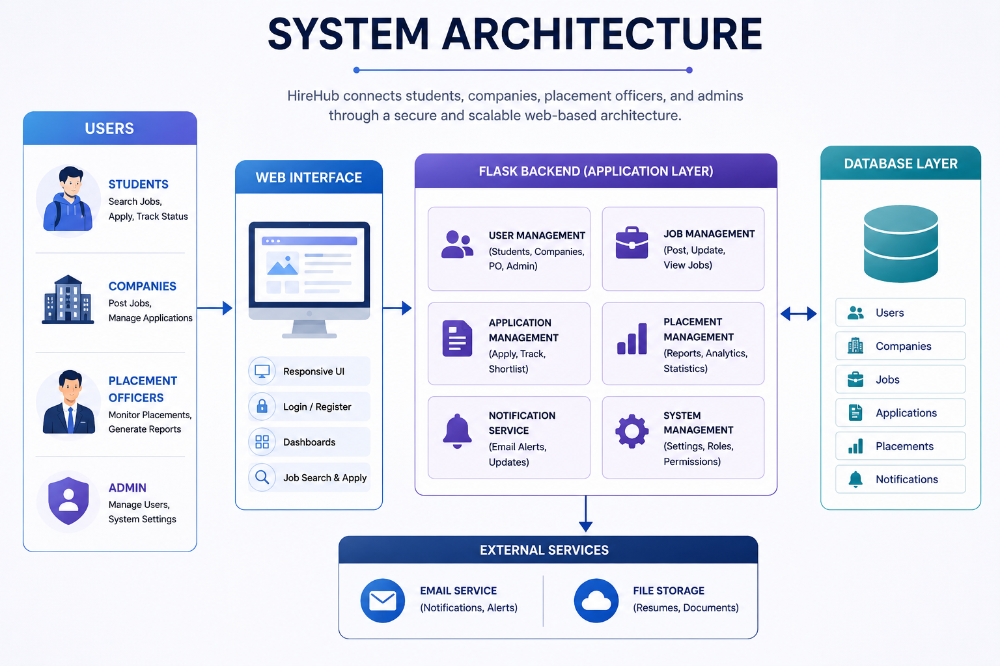 SYSTEM ARCHITECTURE
HireHub connects students, companies, placement officers, and admins
through a secure and scalable web-based architecture.
USERS
STUDENTS
Search Jobs,
Apply, Track Status
COMPANIES
Post Jobs,
Manage Applications
PLACEMENT
OFFICERS
Monitor Placements,
Generate Reports
ADMIN
Manage Users,
System Settings
WEB INTERFACE
Responsive UI
Login / Register
Dashboards
Job Search & Apply
FLASK BACKEND (APPLICATION LAYER)
USER MANAGEMENT
(Students, Companies,
PO, Admin)
JOB MANAGEMENT
(Post, Update,
View Jobs)
APPLICATION
MANAGEMENT
(Apply, Track,
Shortlist)
PLACEMENT
MANAGEMENT
(Reports, Analytics,
Statistics)
NOTIFICATION
SERVICE
(Email Alerts,
Updates)
SYSTEM
MANAGEMENT
(Settings, Roles,
Permissions)
DATABASE LAYER
Users
Companies
Jobs
Applications
Placements
Notifications
EXTERNAL SERVICES
EMAIL SERVICE
(Notifications, Alerts)
FILE STORAGE
(Resumes, Documents)